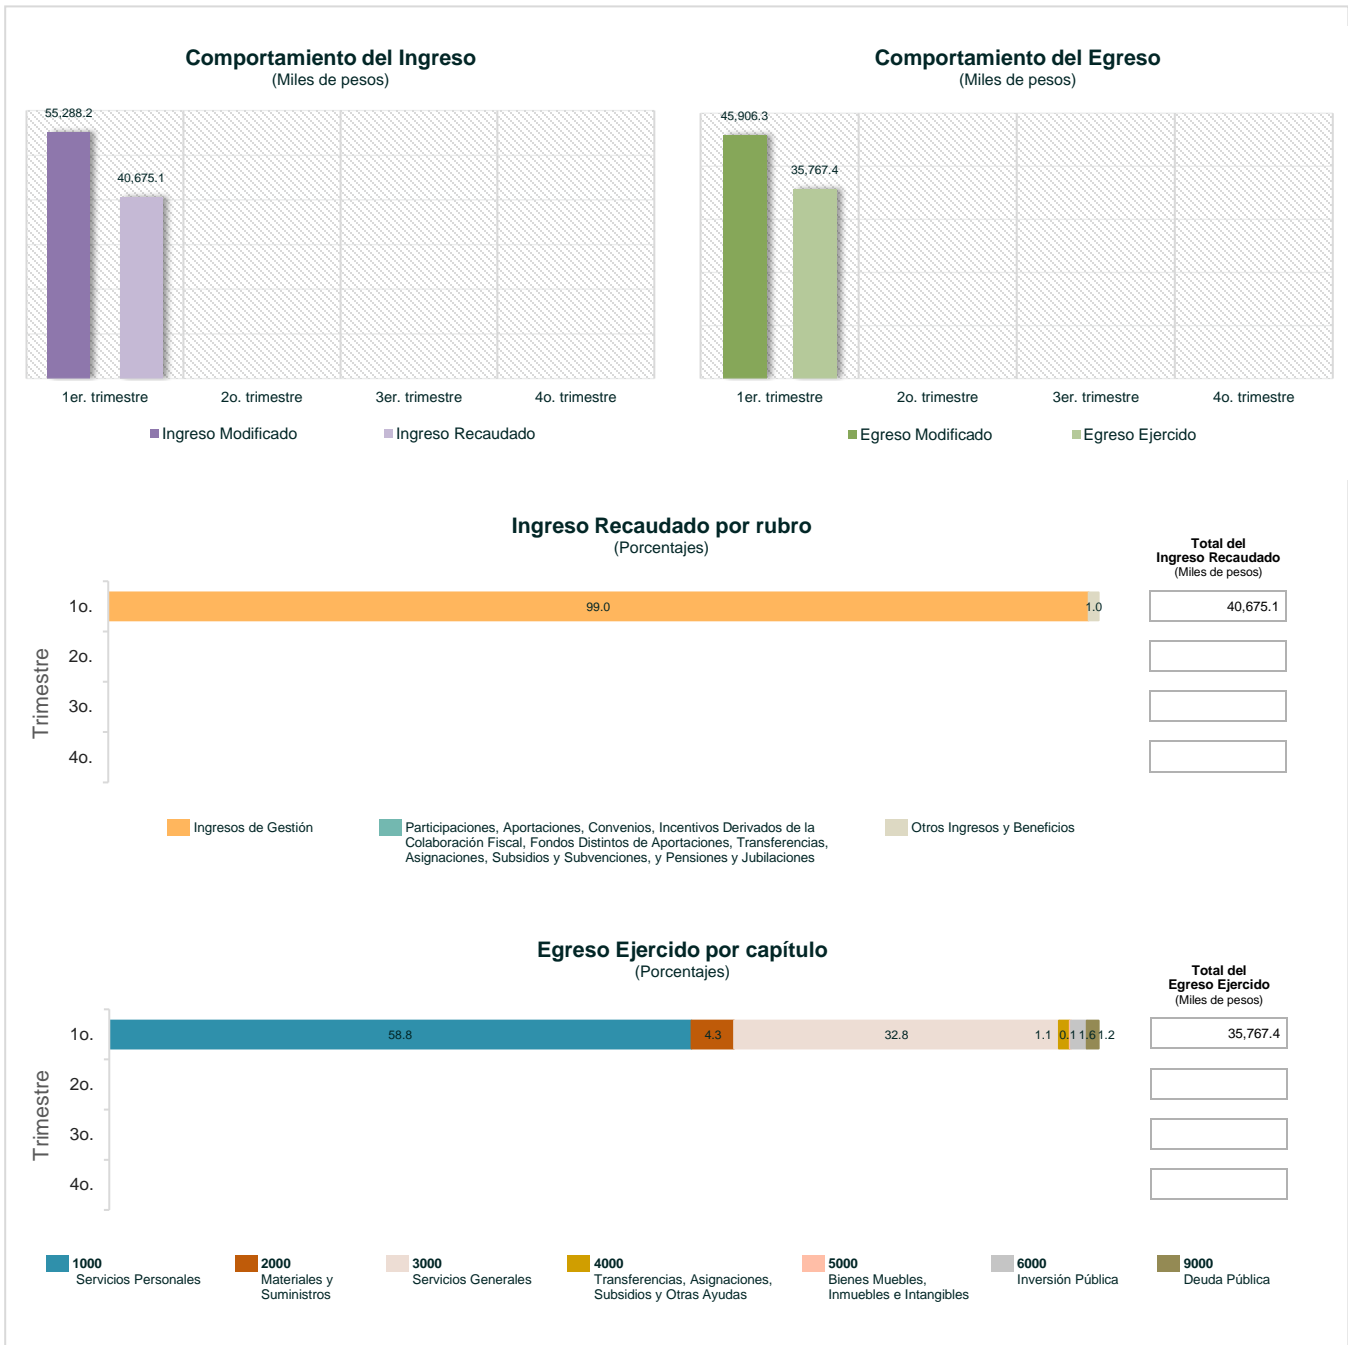 Comportamiento del Ingreso
(Miles de pesos)
55,288.2
40,675.1
1er. trimestre
2o. trimestre
3er. trimestre
4o. trimestre
Ingreso Modificado
Ingreso Recaudado
Comportamiento del Egreso
(Miles de pesos)
45,906.3
35,767.4
1er. trimestre
2o. trimestre
3er. trimestre
4o. trimestre
Egreso Modificado
Egreso Ejercido
Ingreso Recaudado por rubro
(Porcentajes)
Total del
Ingreso Recaudado
(Miles de pesos)
Trimestre
1o.
99.0
1.0
40,675.1
2o.
3o.
4o.
Ingresos de Gestión
Participaciones, Aportaciones, Convenios, Incentivos Derivados de la
Colaboración Fiscal, Fondos Distintos de Aportaciones, Transferencias,
Asignaciones, Subsidios y Subvenciones, y Pensiones y Jubilaciones
Otros Ingresos y Beneficios
Egreso Ejercido por capítulo
(Porcentajes)
Total del
Egreso Ejercido
(Miles de pesos)
Trimestre
1o.
58.8
4.3
32.8
1.1
0.1
1.6
1.2
35,767.4
2o.
3o.
4o.
1000
Servicios Personales
2000
Materiales y
Suministros
3000
Servicios Generales
4000
Transferencias, Asignaciones,
Subsidios y Otras Ayudas
5000
Bienes Muebles,
Inmuebles e Intangibles
6000
Inversión Pública
9000
Deuda Pública